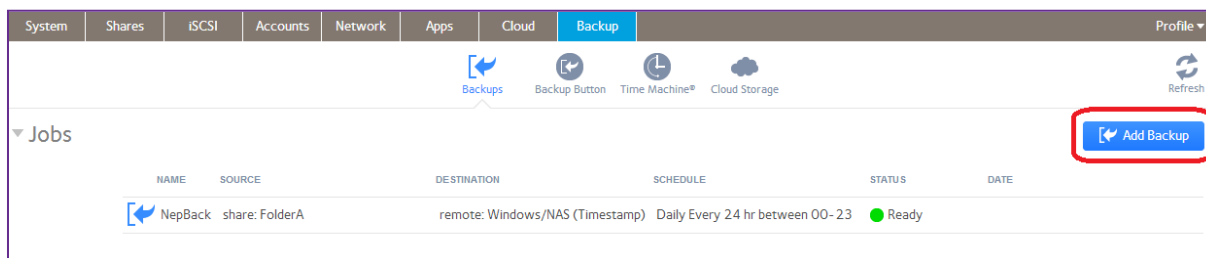 System Shares iSCSI Accounts Network Apps Cloud Backup Profile
Backups Backup Button Time Machine® Cloud Storage Refresh
Jobs Add Backup
NAME SOURCE DESTINATION SCHEDULE STATUS DATE
NepBack share: FolderA remote: Windows/NAS (Timestamp) Daily Every 24 hr between 00-23 Ready